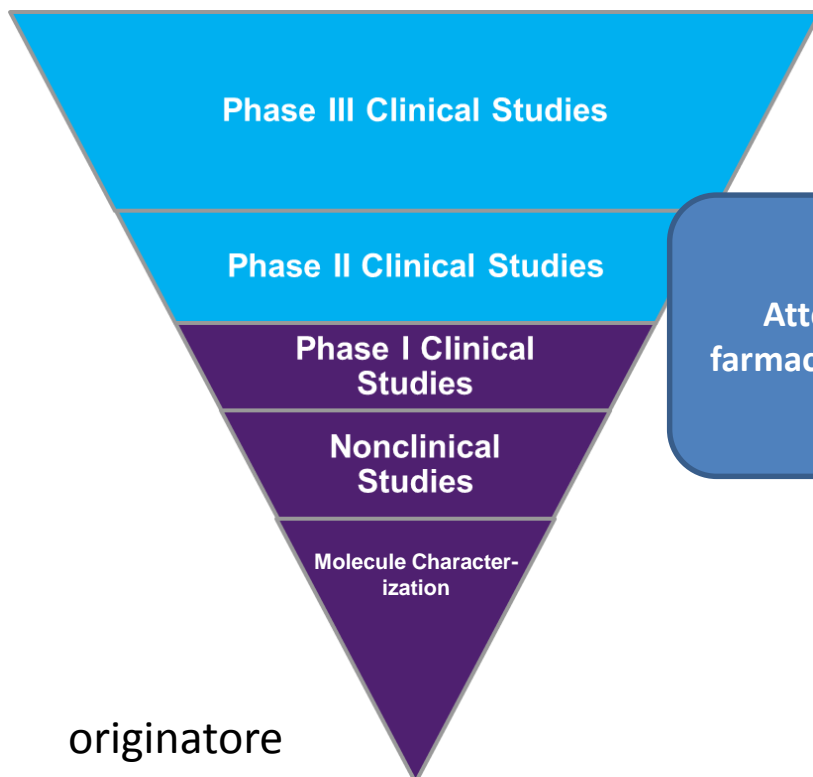 Phase III Clinical Studies
Phase II Clinical Studies
Phase I Clinical
Studies
Nonclinical
Studies
Molecule Character-
ization
originatore